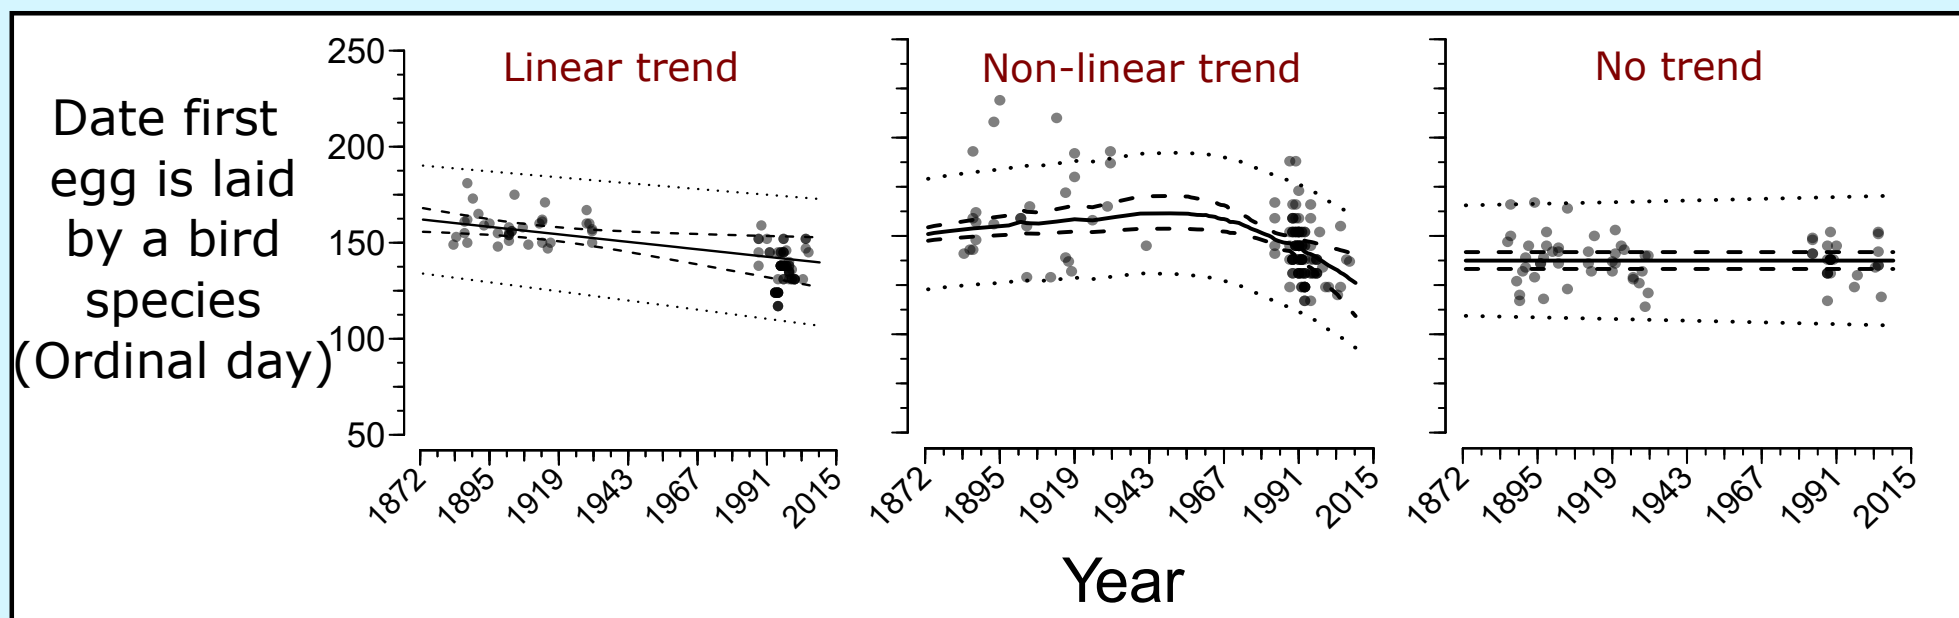 Date first
egg is laid
by a bird
species
(Ordinal day)
250
200
150
100
50
Linear trend
1872
1895
1919
1943
1967
1991
2015
Non-linear trend
1872
1895
1919
1943
1967
1991
2015
No trend
1872
1895
1919
1943
1967
1991
2015
Year